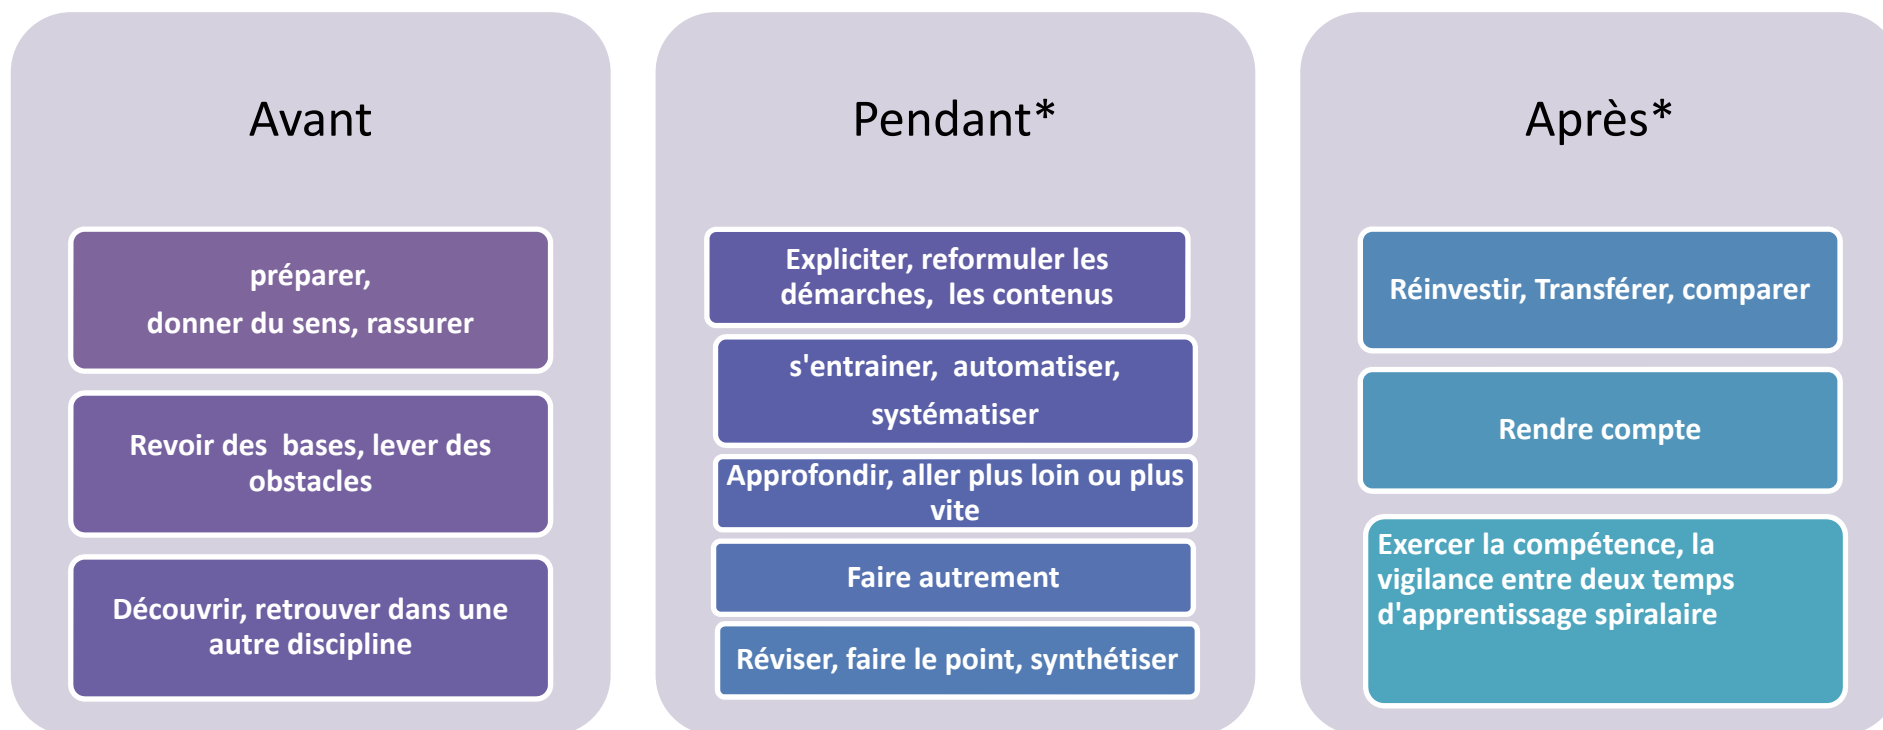 Avant
préparer,
donner du sens, rassurer
Revoir des  bases, lever des
obstacles
Découvrir, retrouver dans une
autre discipline
Pendant*
Expliciter, reformuler les
démarches,  les contenus
s'entrainer,  automatiser,
systématiser
Approfondir, aller plus loin ou plus
vite
Faire autrement
Réviser, faire le point, synthétiser
Après*
Réinvestir, Transférer, comparer
Rendre compte
Exercer la compétence, la
vigilance entre deux temps
d'apprentissage spiralaire